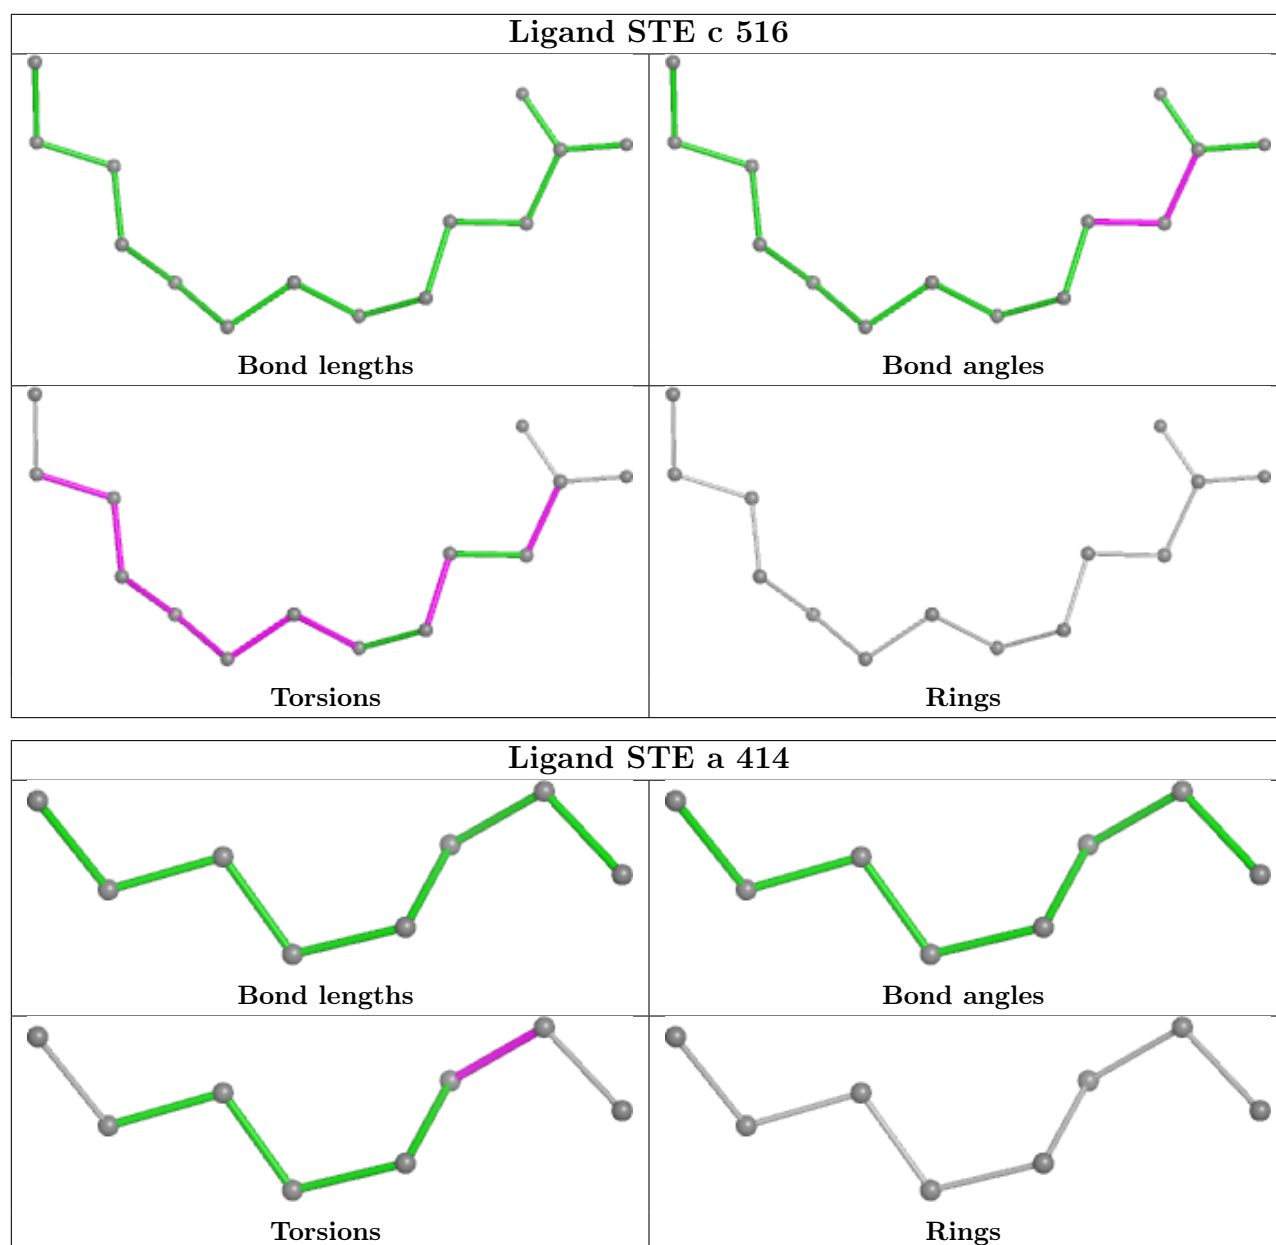 Ligand STE c 516
Bond lengths
Bond angles
Torsions
Rings
Ligand STE a 414
Bond lengths
Bond angles
Torsions
Rings